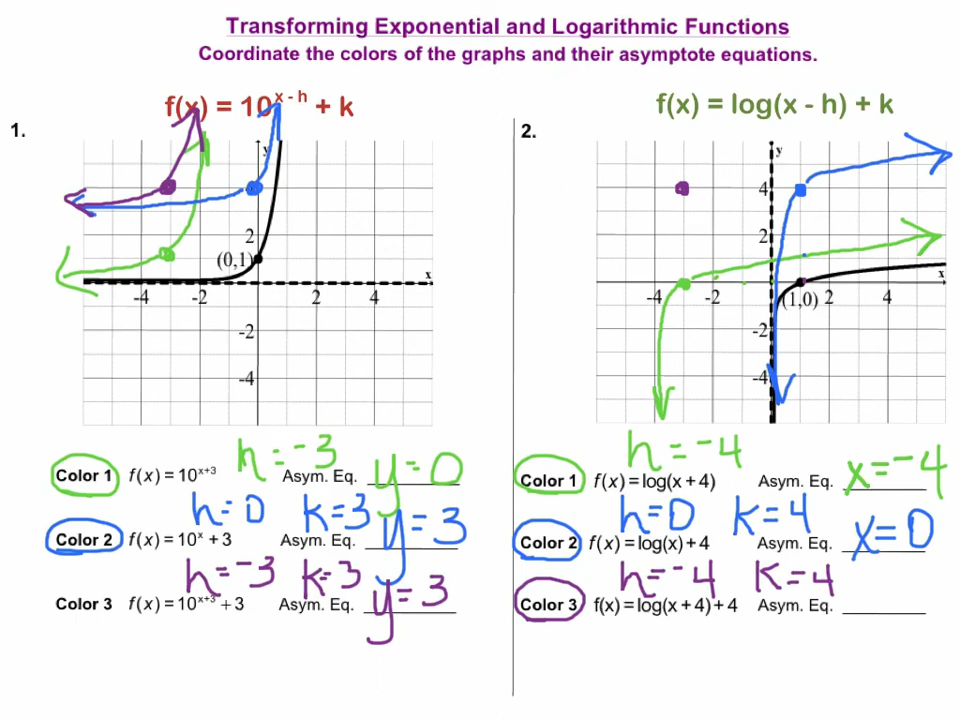 Transforming Exponential and Logarithmic Functions
Coordinate the colors of the graphs and their asymptote equations.
f(x) = 10^(x - h) + k
1.
y
2
(0,1)
x
-4 -2 2 4
-2
-4
h = -3
Color 1 f(x) = 10^(x+3) Asym. Eq. y = 0
h = 0 k = 3
Color 2 f(x) = 10^x + 3 Asym. Eq. y = 3
h = -3 k = 3
Color 3 f(x) = 10^(x+3) + 3 Asym. Eq. y = 3
f(x) = log(x - h) + k
2.
y
4
2
x
-4 -2 (1,0) 2 4
-2
-4
h = -4
Color 1 f(x) = log(x + 4) Asym. Eq. x = -4
h = 0 k = 4
Color 2 f(x) = log(x) + 4 Asym. Eq. x = 0
h = -4 k = 4
Color 3 f(x) = log(x + 4) + 4 Asym. Eq.